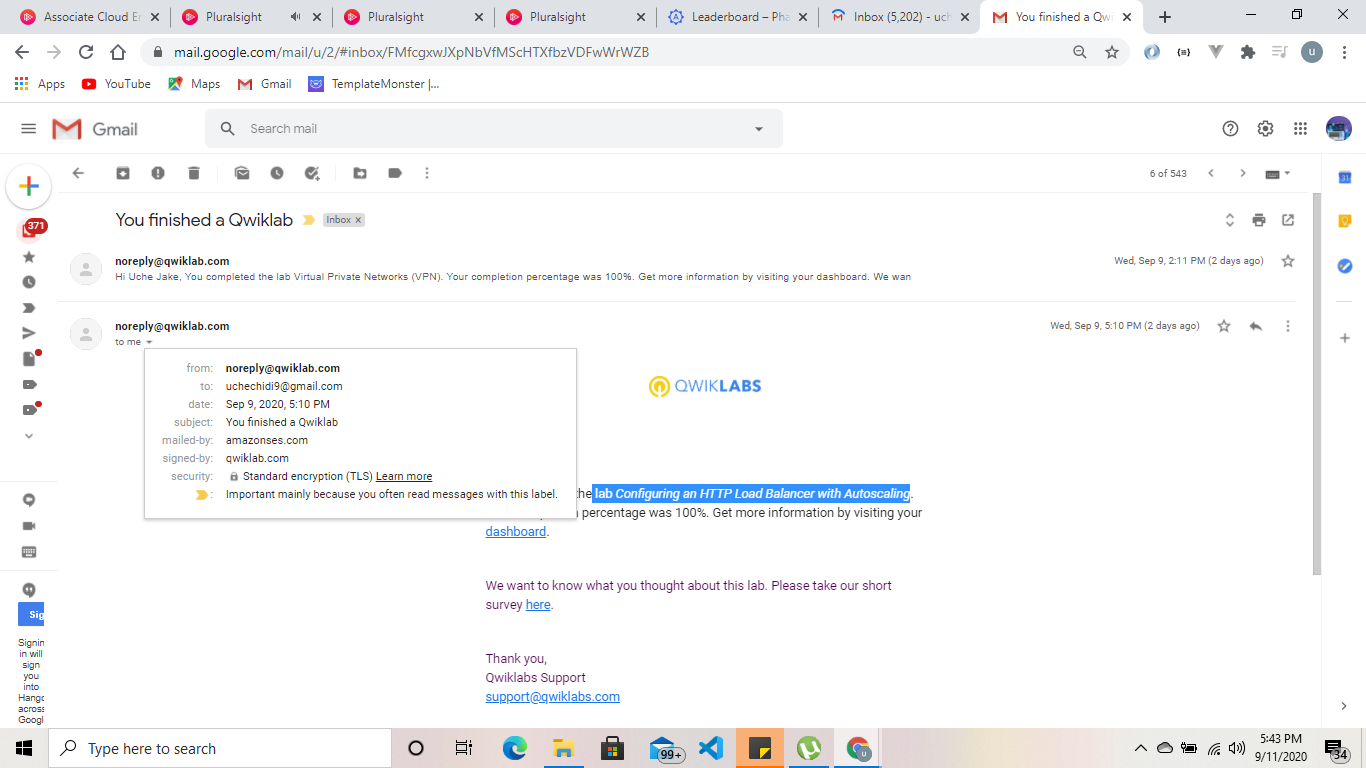 Associate Cloud En
Pluralsight
Pluralsight
Pluralsight
Leaderboard – Pha
Inbox (5,202) - uch
You finished a Qwi
mail.google.com/mail/u/2/#inbox/FMfcgxwJXpNbVfMScHTXfbzVDFwWrWZB
u
Apps
YouTube
Maps
Gmail
TemplateMonster |...
Gmail
Search mail
6 of 543
31
371
You finished a Qwiklab
Inbox x
noreply@qwiklab.com
Wed, Sep 9, 2:11 PM (2 days ago)
Hi Uche Jake, You completed the lab Virtual Private Networks (VPN). Your completion percentage was 100%. Get more information by visiting your dashboard. We wan
noreply@qwiklab.com
Wed, Sep 9, 5:10 PM (2 days ago)
to me
from: noreply@qwiklab.com
to: uchechidi9@gmail.com
date: Sep 9, 2020, 5:10 PM
subject: You finished a Qwiklab
mailed-by: amazonses.com
signed-by: qwiklab.com
security: Standard encryption (TLS) Learn more
: Important mainly because you often read messages with this label.
QWIKLABS
the lab Configuring an HTTP Load Balancer with Autoscaling.
percentage was 100%. Get more information by visiting your
dashboard.
We want to know what you thought about this lab. Please take our short
survey here.
Thank you,
Qwiklabs Support
support@qwiklabs.com
Sig
Signin
in will
sign
you
into
Hango
across
Googl
Type here to search
99+
u
5:43 PM
9/11/2020
34